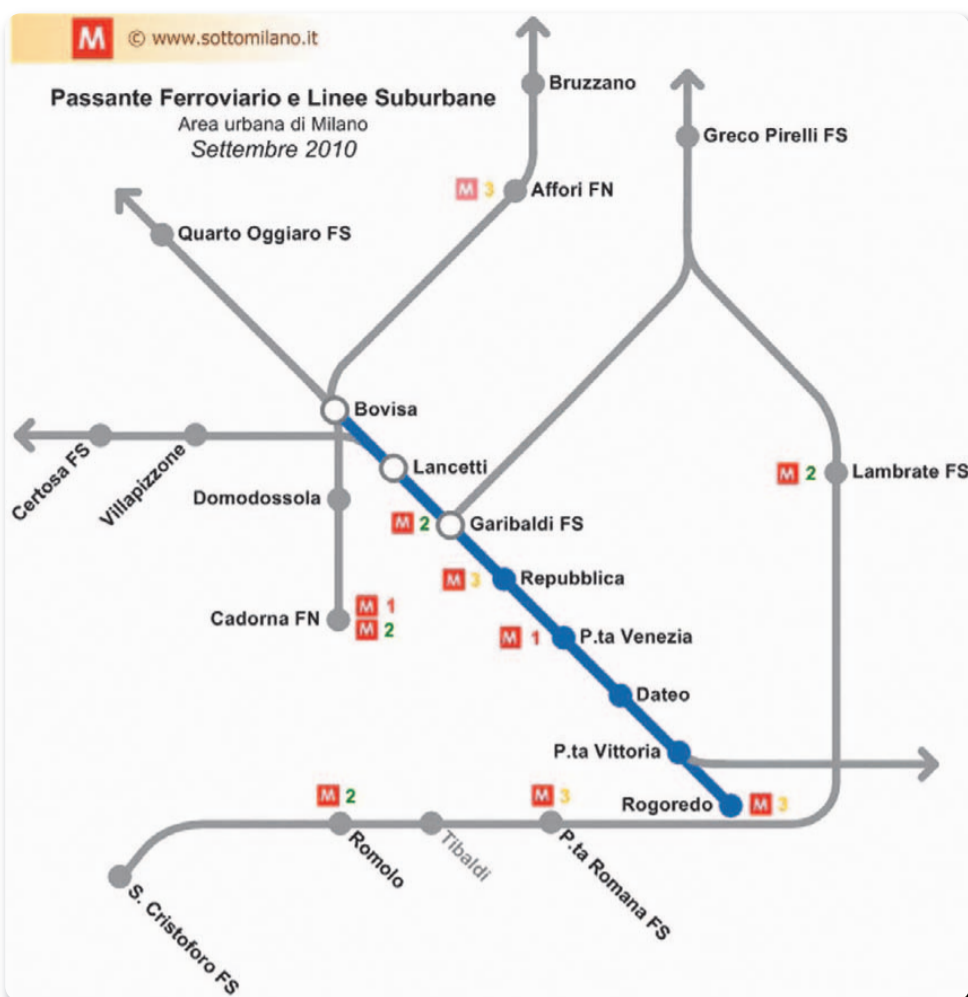 M © www.sottomilano.it
Passante Ferroviario e Linee Suburbane
Area urbana di Milano
Settembre 2010
Bruzzano
Greco Pirelli FS
M 3 Affori FN
Quarto Oggiaro FS
Bovisa
Certosa FS
Villapizzone
Lancetti
M 2 Lambrate FS
Domodossola
M 2 Garibaldi FS
M 3 Repubblica
Cadorna FN M 1
M 2
M 1 P.ta Venezia
Dateo
P.ta Vittoria
Rogoredo M 3
M 2
Romolo
Tibaldi
M 3
P.ta Romana FS
S. Cristoforo FS